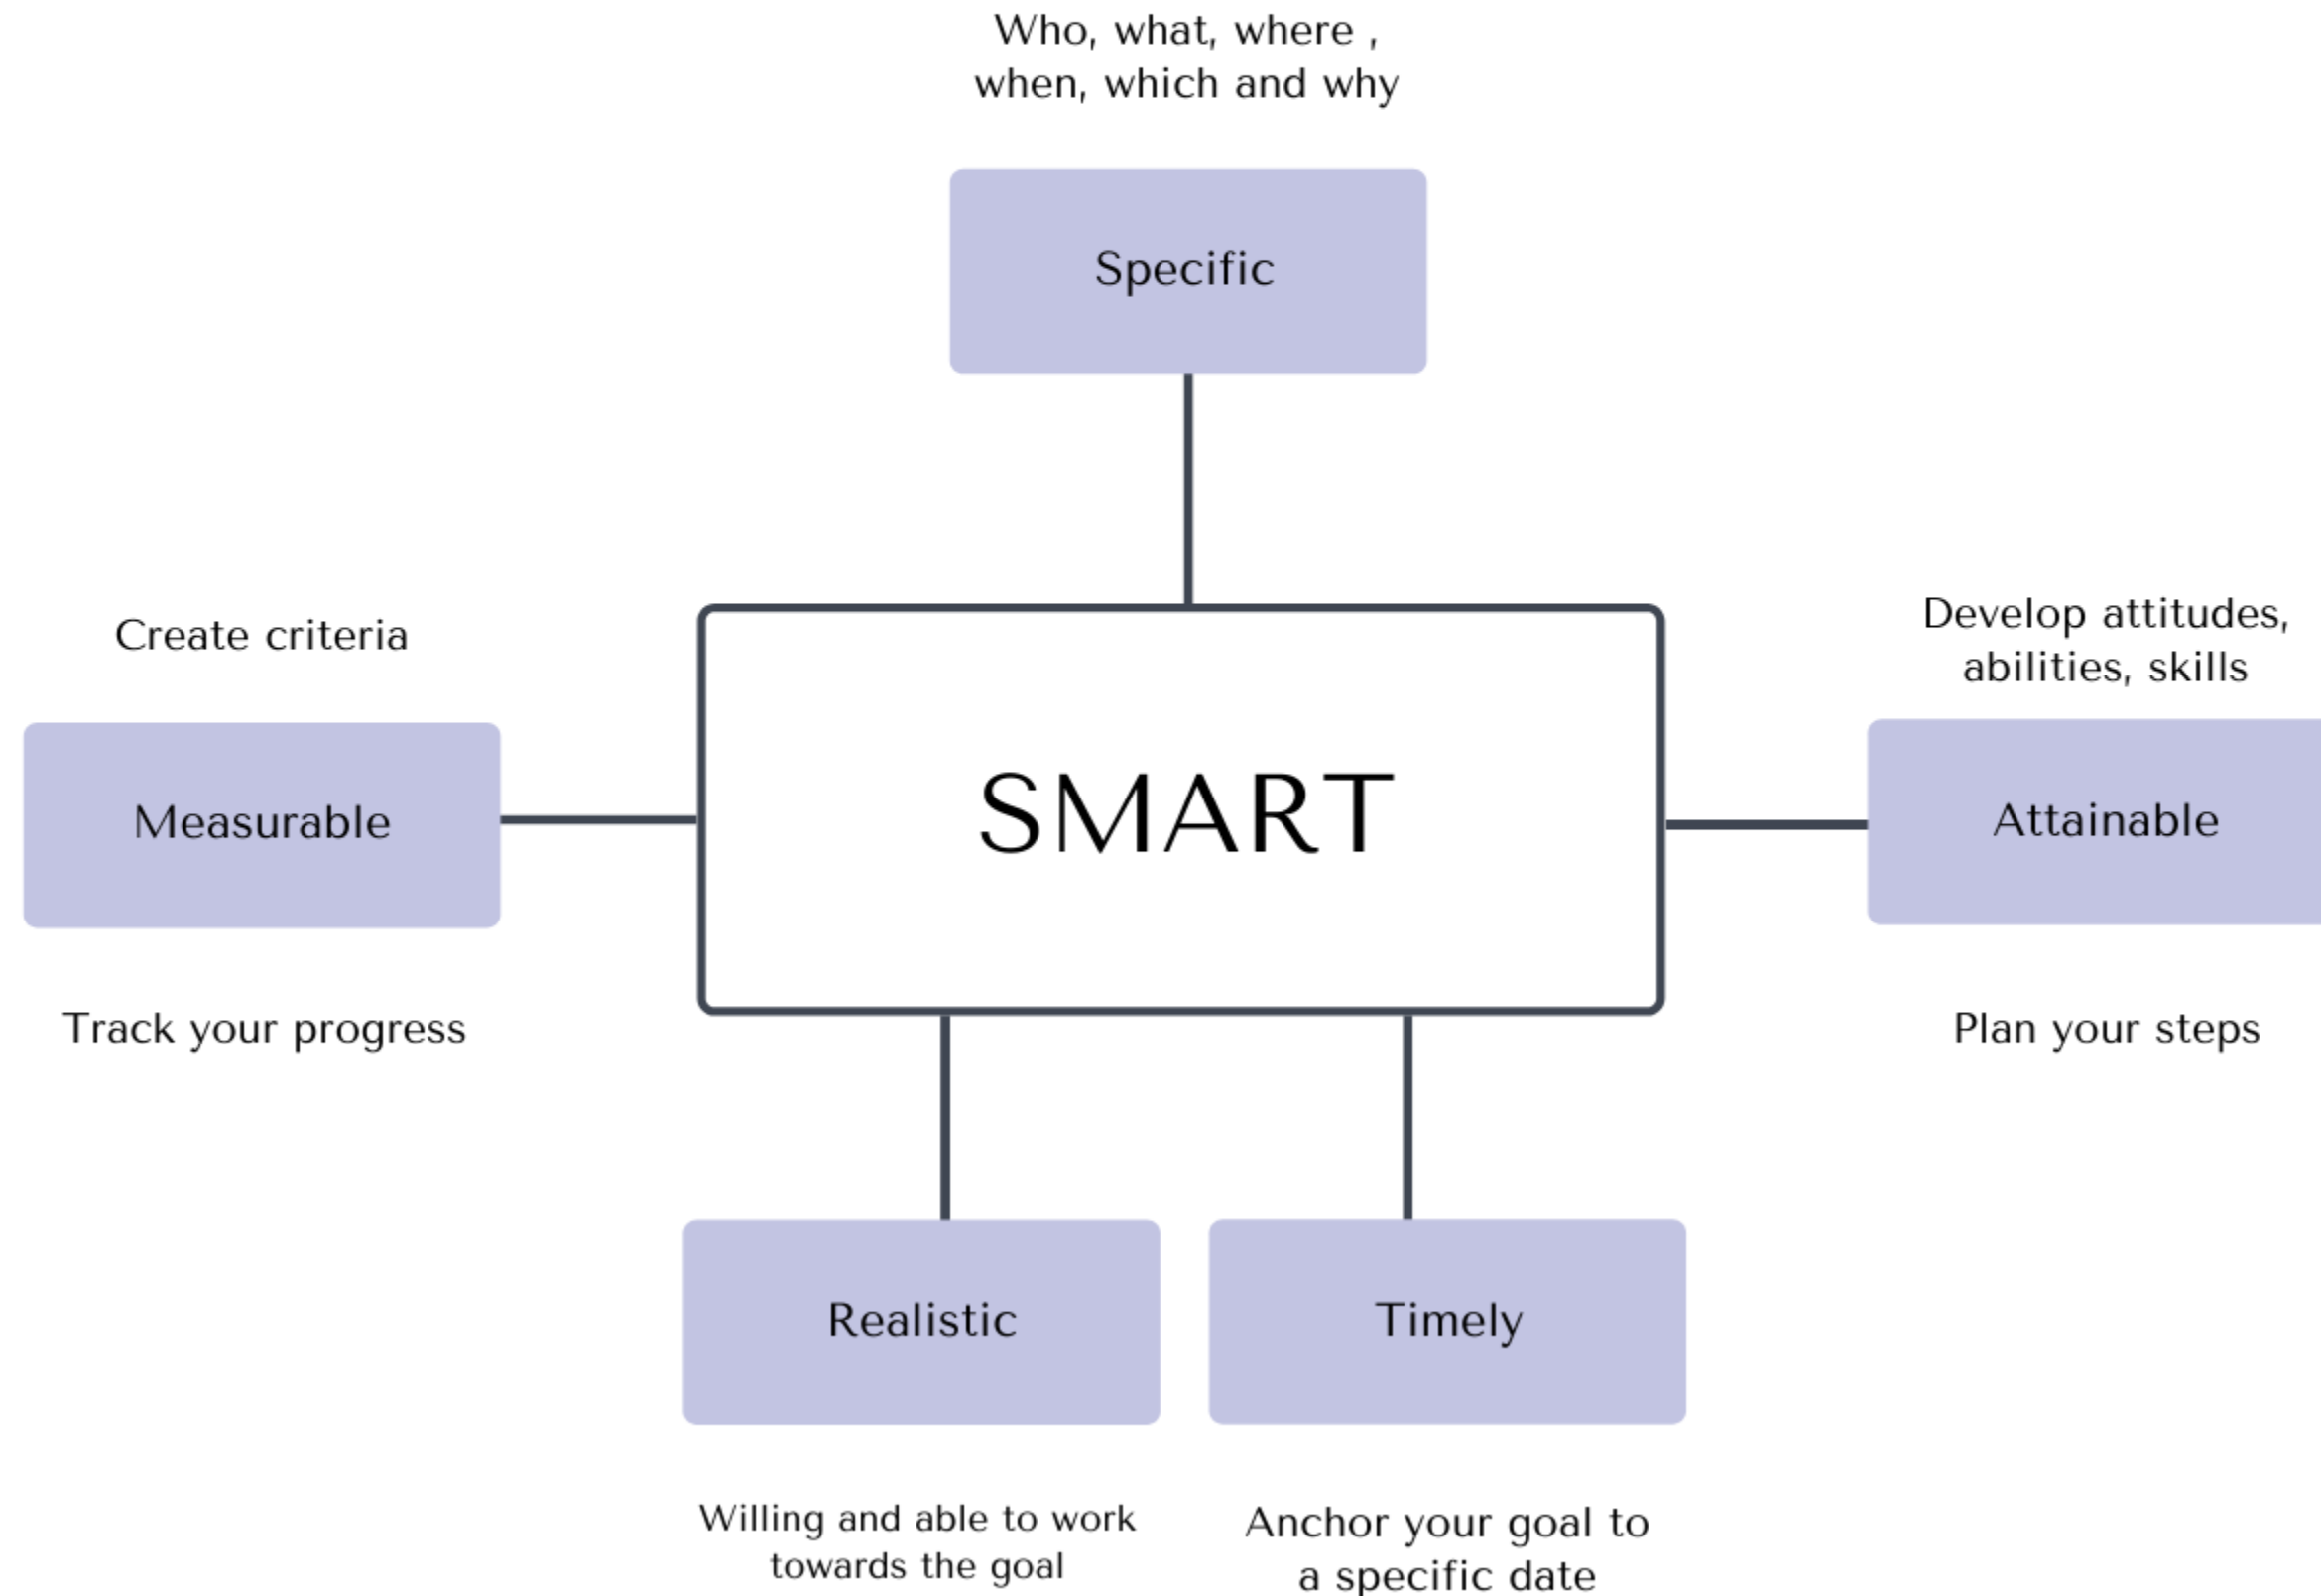 Who, what, where ,
when, which and why
Specific
Create criteria
Measurable
Track your progress
SMART
Develop attitudes,
abilities, skills
Attainable
Plan your steps
Realistic
Willing and able to work
towards the goal
Timely
Anchor your goal to
a specific date